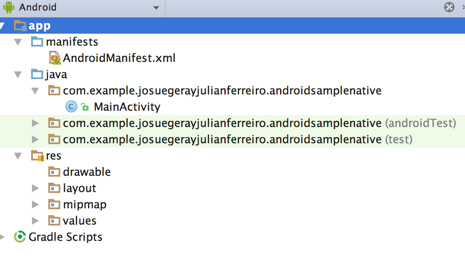 Android
app
manifests
AndroidManifest.xml
java
com.example.josuegerayjulianferreiro.androidsamplenative
C MainActivity
com.example.josuegerayjulianferreiro.androidsamplenative (androidTest)
com.example.josuegerayjulianferreiro.androidsamplenative (test)
res
drawable
layout
mipmap
values
Gradle Scripts